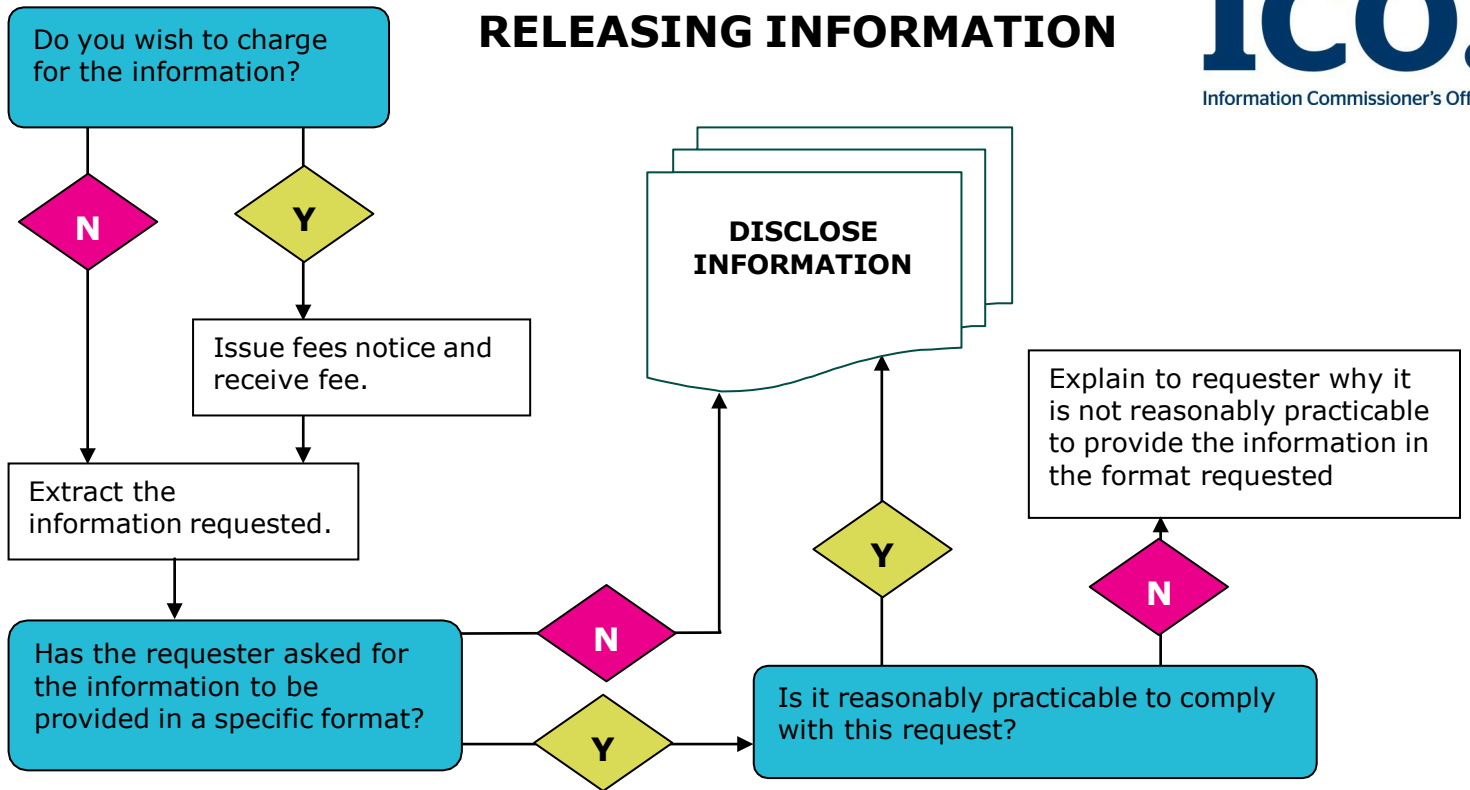 RELEASING INFORMATION
ico.
Information Commissioner's Off
Do you wish to charge
for the information?
N
Y
Issue fees notice and
receive fee.
Extract the
information requested.
DISCLOSE
INFORMATION
Explain to requester why it
is not reasonably practicable
to provide the information in
the format requested
Y
N
Has the requester asked for
the information to be
provided in a specific format?
N
Y
Is it reasonably practicable to comply
with this request?